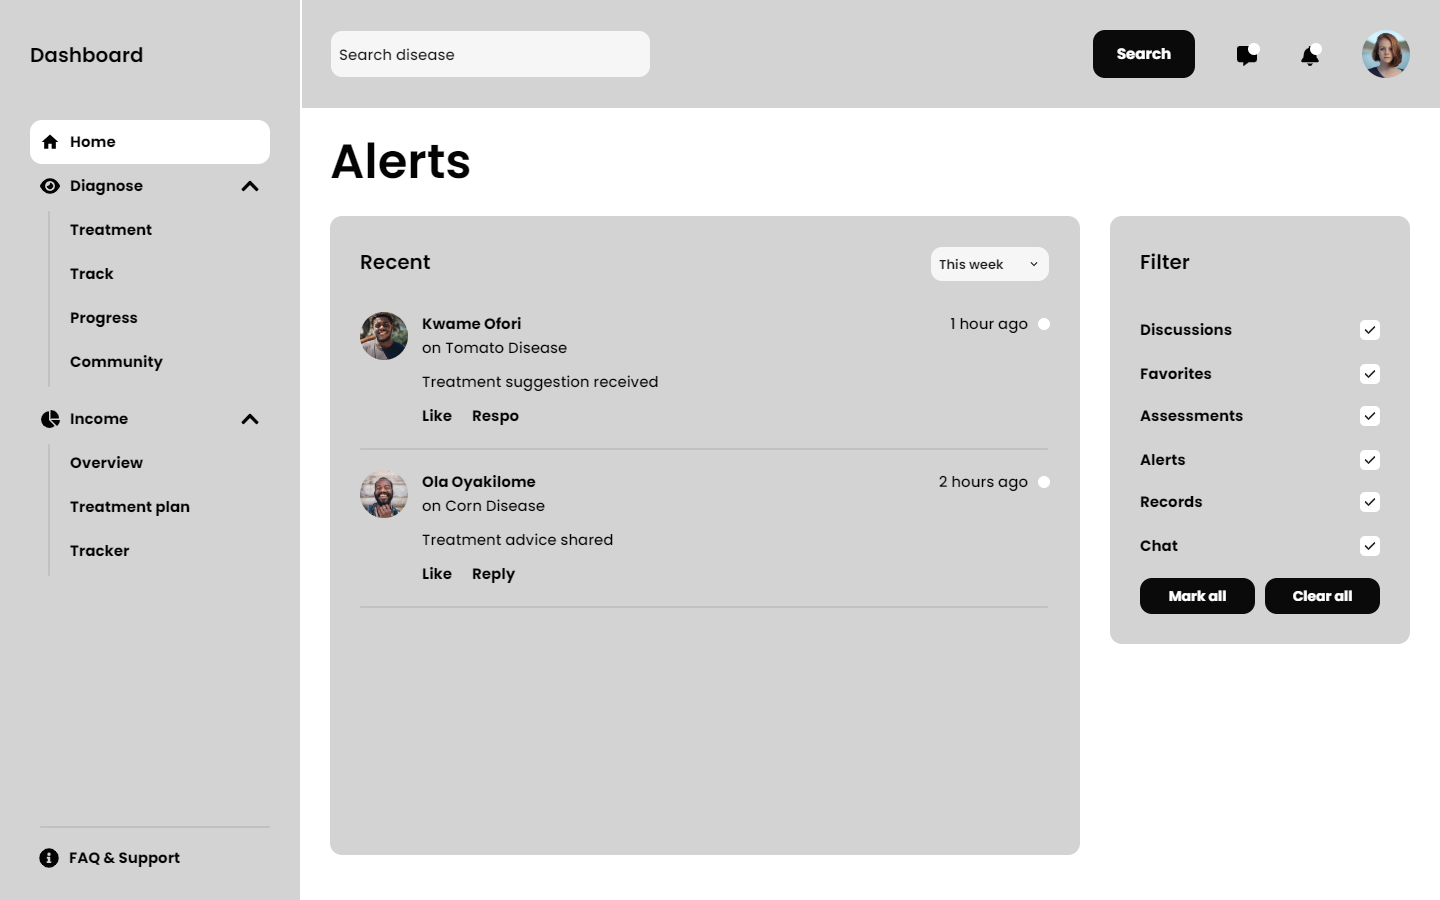 Dashboard
Search disease
Search
Home
Diagnose
Treatment
Track
Progress
Community
Income
Overview
Treatment plan
Tracker
FAQ & Support
Alerts
Recent
This week
Kwame Ofori
1 hour ago
on Tomato Disease
Treatment suggestion received
Like Respo
Ola Oyakilome
2 hours ago
on Corn Disease
Treatment advice shared
Like Reply
Filter
Discussions
Favorites
Assessments
Alerts
Records
Chat
Mark all
Clear all